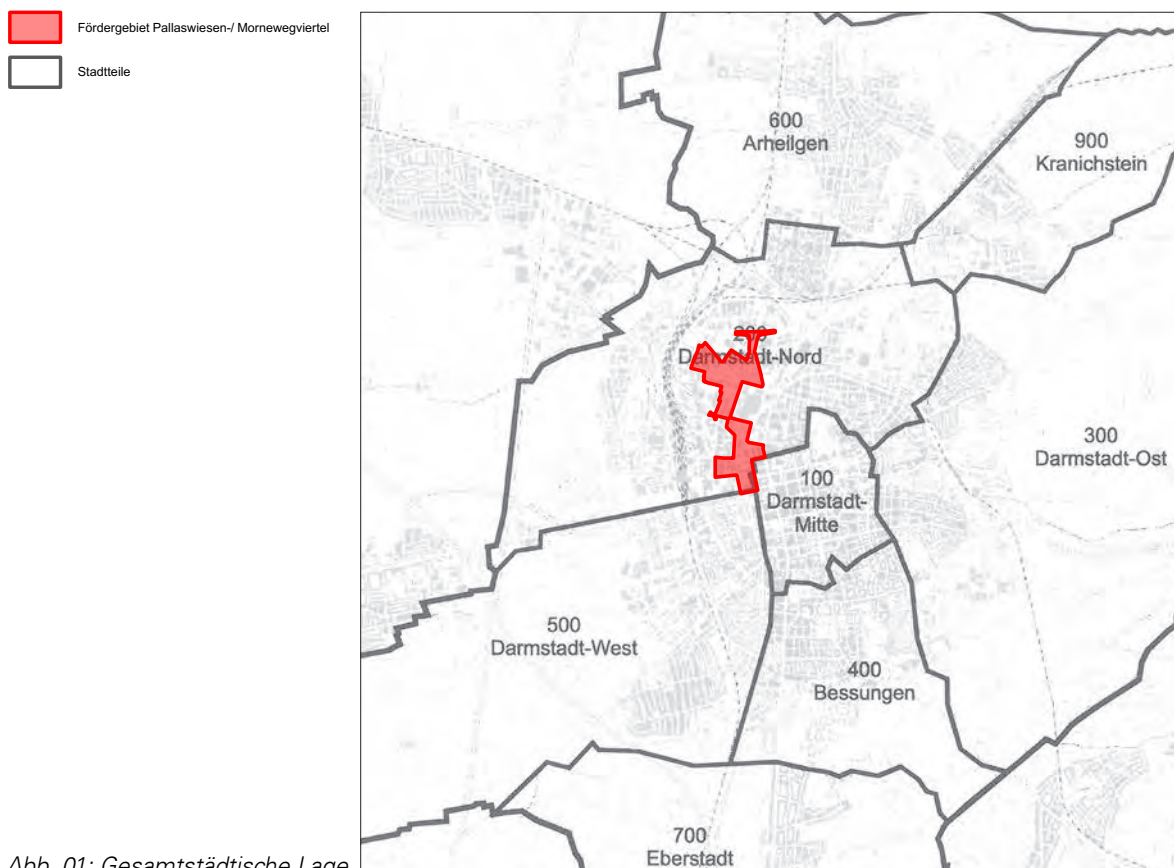 Fördergebiet Pallaswiesen-/ Mornewegviertel
Stadtteile
600
Arheilgen
900
Kranichstein
200
Darmstadt-Nord
300
Darmstadt-Ost
100
Darmstadt-
Mitte
500
Darmstadt-West
400
Bessungen
700
Eberstadt
Abb. 01: Gesamtstädtische Lage